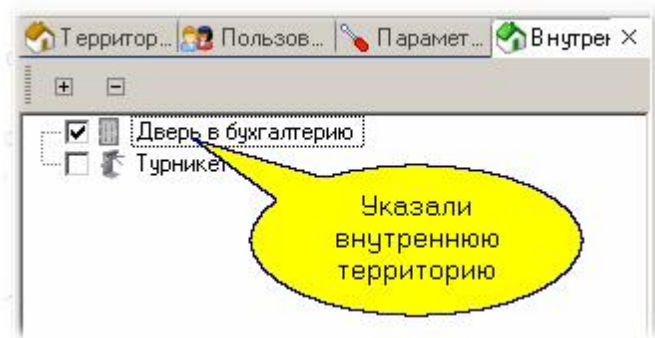 Территор... Пользов... Парамет... Внутрен
Дверь в бухгалтерию
Турникет
Указали
внутреннюю
территорию